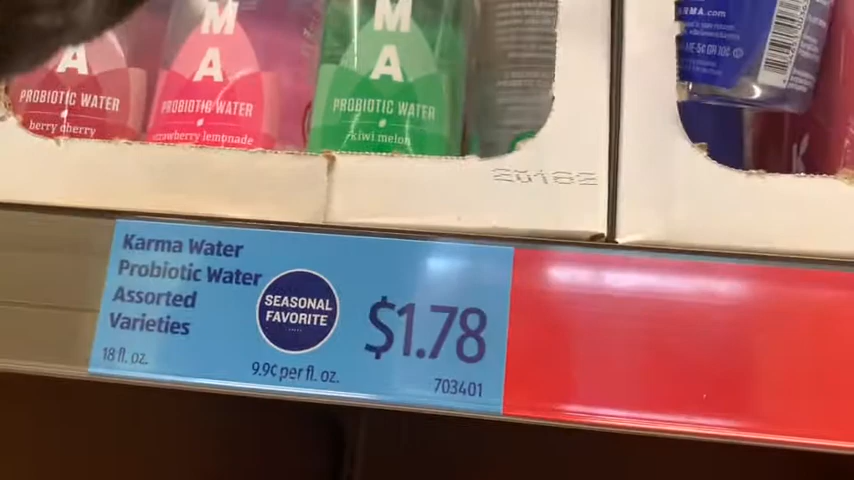 M
A
M
A
M
A
PROBIOTIC WATER
berry cherry
PROBIOTIC WATER
strawberry lemonade
PROBIOTIC WATER
kiwi melon
20182
Karma Water
Probiotic Water
Assorted
Varieties
18 fl. oz.
SEASONAL
FAVORITE
9.9¢ per fl. oz.
$1.78
703401